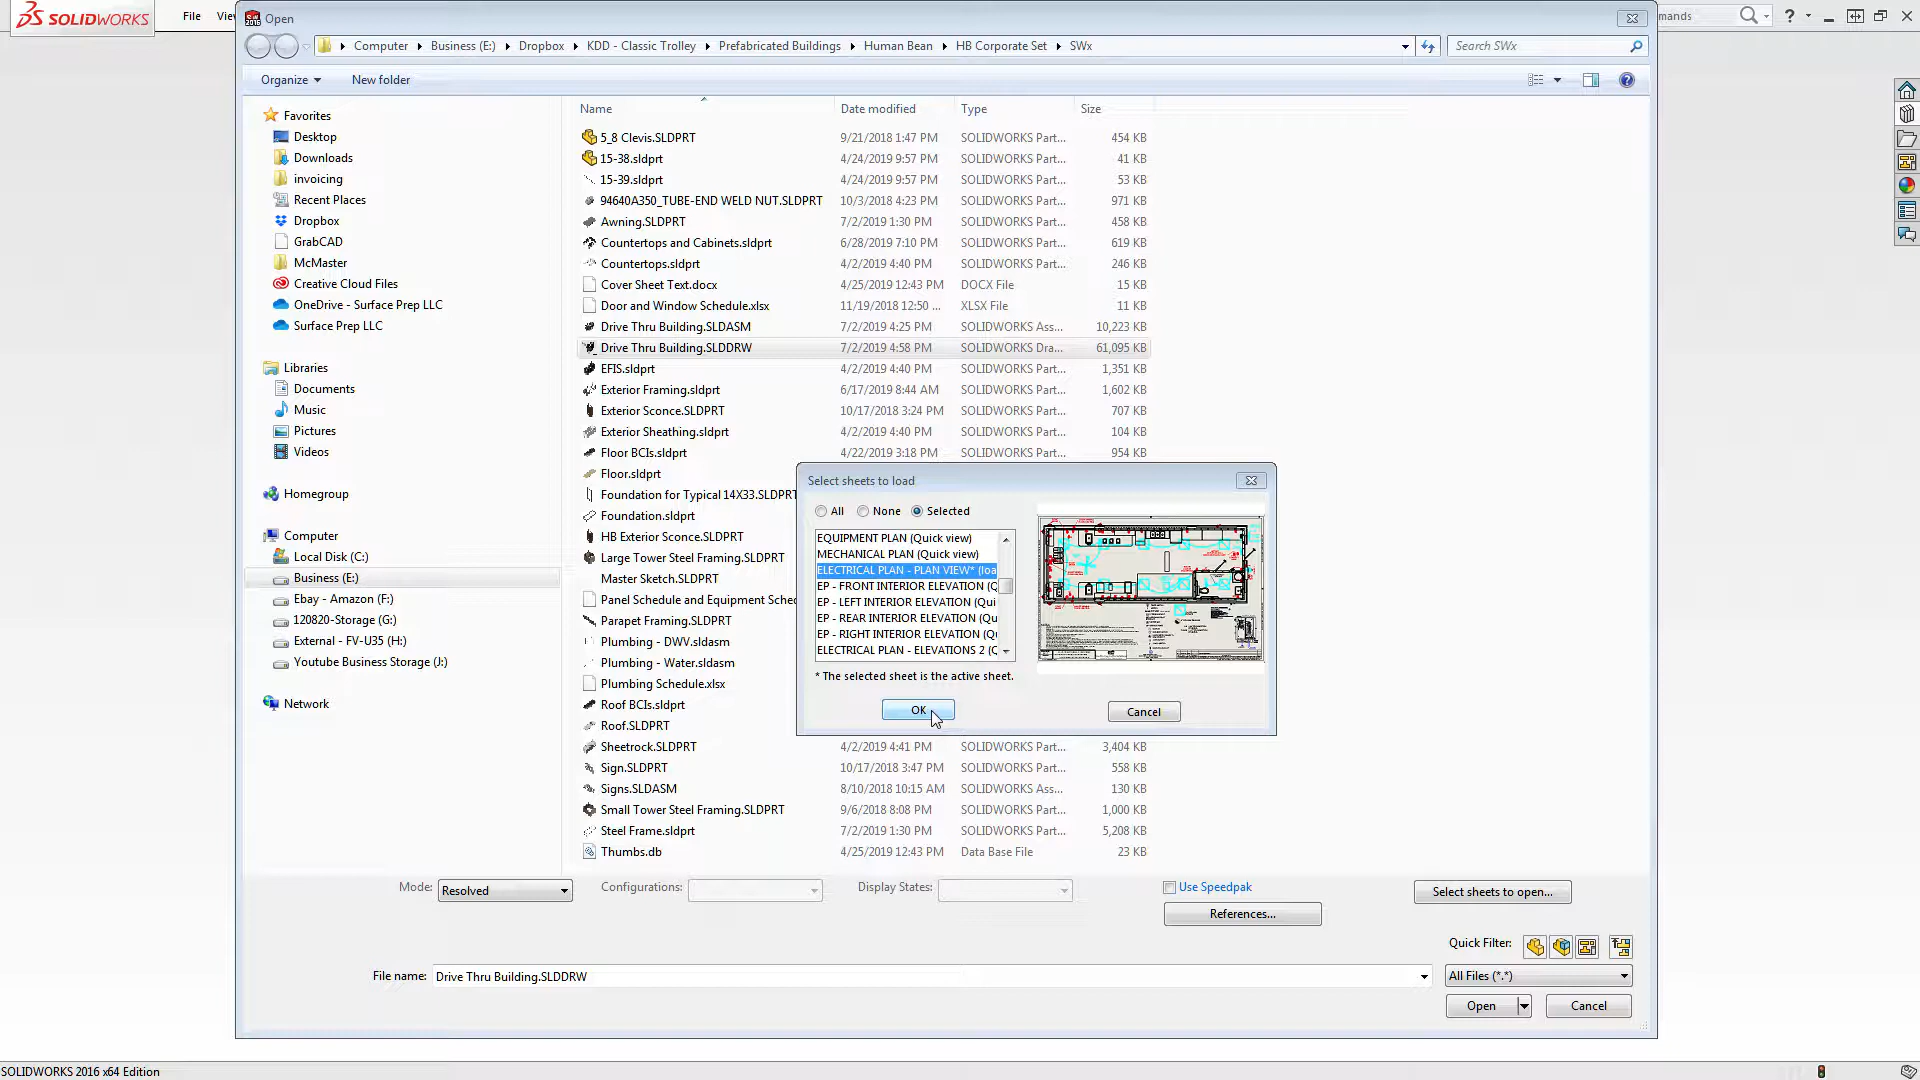 SOLIDWORKS
File
Vie
Open
mands
Computer
Business (E:)
Dropbox
KDD - Classic Trolley
Prefabricated Buildings
Human Bean
HB Corporate Set
SWx
Search SWx
Organize
New folder
Favorites
Desktop
Downloads
invoicing
Recent Places
Dropbox
GrabCAD
McMaster
Creative Cloud Files
OneDrive - Surface Prep LLC
Surface Prep LLC
Libraries
Documents
Music
Pictures
Videos
Homegroup
Computer
Local Disk (C:)
Business (E:)
Ebay - Amazon (F:)
120820-Storage (G:)
External - FV-U35 (H:)
Youtube Business Storage (J:)
Network
Name Date modified Type Size
5_8 Clevis.SLDPRT 9/21/2018 1:47 PM SOLIDWORKS Part... 454 KB
15-38.sldprt 4/24/2019 9:57 PM SOLIDWORKS Part... 41 KB
15-39.sldprt 4/24/2019 9:57 PM SOLIDWORKS Part... 53 KB
94640A350_TUBE-END WELD NUT.SLDPRT 10/3/2018 4:23 PM SOLIDWORKS Part... 971 KB
Awning.SLDPRT 7/2/2019 1:30 PM SOLIDWORKS Part... 458 KB
Countertops and Cabinets.sldprt 6/28/2019 7:10 PM SOLIDWORKS Part... 619 KB
Countertops.sldprt 4/2/2019 4:40 PM SOLIDWORKS Part... 246 KB
Cover Sheet Text.docx 4/25/2019 12:43 PM DOCX File 15 KB
Door and Window Schedule.xlsx 11/19/2018 12:50 ... XLSX File 11 KB
Drive Thru Building.SLDASM 7/2/2019 4:25 PM SOLIDWORKS Ass... 10,223 KB
Drive Thru Building.SLDDRW 7/2/2019 4:58 PM SOLIDWORKS Dra... 61,095 KB
EFIS.sldprt 4/2/2019 4:40 PM SOLIDWORKS Part... 1,351 KB
Exterior Framing.sldprt 6/17/2019 8:44 AM SOLIDWORKS Part... 1,602 KB
Exterior Sconce.SLDPRT 10/17/2018 3:24 PM SOLIDWORKS Part... 707 KB
Exterior Sheathing.sldprt 4/2/2019 4:40 PM SOLIDWORKS Part... 104 KB
Floor BCIs.sldprt 4/22/2019 3:18 PM SOLIDWORKS Part... 954 KB
Floor.sldprt
Foundation for Typical 14X33.SLDPRT
Foundation.sldprt
HB Exterior Sconce.SLDPRT
Large Tower Steel Framing.SLDPRT
Master Sketch.SLDPRT
Panel Schedule and Equipment Sched
Parapet Framing.SLDPRT
Plumbing - DWV.sldasm
Plumbing - Water.sldasm
Plumbing Schedule.xlsx
Roof BCIs.sldprt
Roof.SLDPRT
Sheetrock.SLDPRT 4/2/2019 4:41 PM SOLIDWORKS Part... 3,404 KB
Sign.SLDPRT 10/17/2018 3:47 PM SOLIDWORKS Part... 558 KB
Signs.SLDASM 8/10/2018 10:15 AM SOLIDWORKS Ass... 130 KB
Small Tower Steel Framing.SLDPRT 9/6/2018 8:08 PM SOLIDWORKS Part... 1,000 KB
Steel Frame.sldprt 7/2/2019 1:30 PM SOLIDWORKS Part... 5,208 KB
Thumbs.db 4/25/2019 12:43 PM Data Base File 23 KB
Select sheets to load
All None Selected
EQUIPMENT PLAN (Quick view)
MECHANICAL PLAN (Quick view)
ELECTRICAL PLAN - PLAN VIEW* (loa
EP - FRONT INTERIOR ELEVATION (Q
EP - LEFT INTERIOR ELEVATION (Qui
EP - REAR INTERIOR ELEVATION (Qu
EP - RIGHT INTERIOR ELEVATION (Q
ELECTRICAL PLAN - ELEVATIONS 2 (Q
* The selected sheet is the active sheet.
OK
Cancel
Mode: Resolved
Configurations:
Display States:
Use Speedpak
References...
Select sheets to open...
Quick Filter:
File name: Drive Thru Building.SLDDRW
All Files (*.*)
Open
Cancel
SOLIDWORKS 2016 x64 Edition